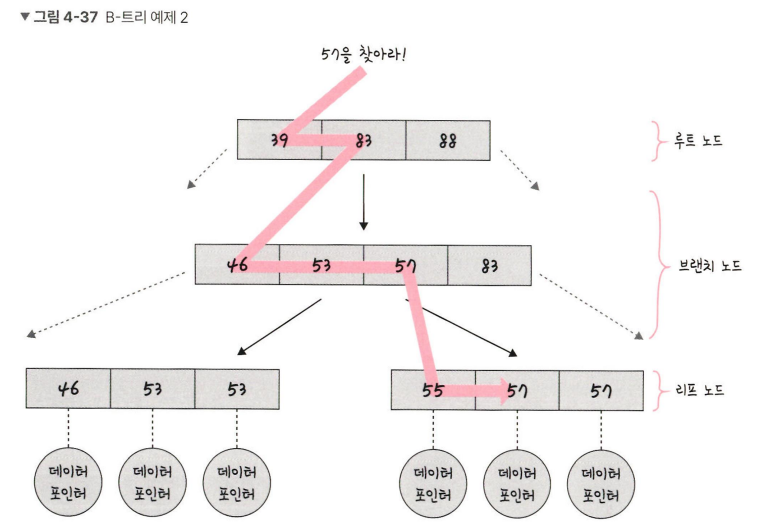 ▼ 그림 4-37 B-트리 예제 2
57을 찾아라!
39 83 88
루트 노드
46 53 57 83
브랜치 노드
46 53 53
55 57 57
리프 노드
데이터 포인터
데이터 포인터
데이터 포인터
데이터 포인터
데이터 포인터
데이터 포인터